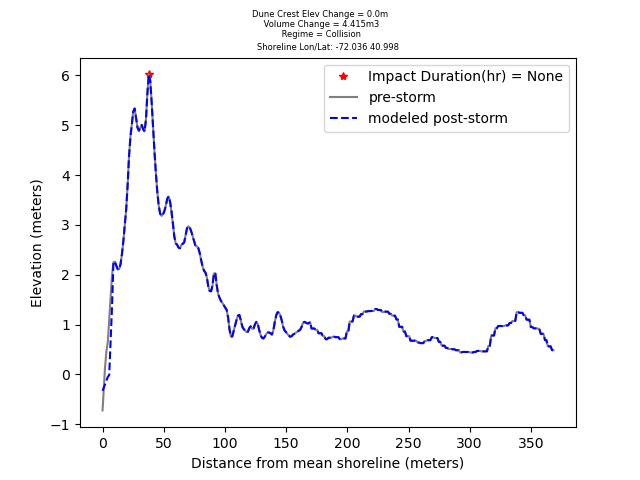 Dune Crest Elev Change = 0.0m
Volume Change = 4.415m3
Regime = Collision
Shoreline Lon/Lat: -72.036 40.998
Impact Duration(hr) = None
pre-storm
modeled post-storm
6
5
4
3
2
1
0
−1
Elevation (meters)
0 50 100 150 200 250 300 350
Distance from mean shoreline (meters)